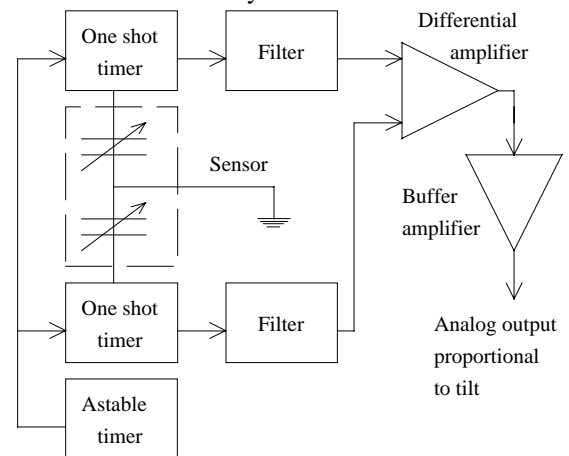 Differential
amplifier
One shot
timer
Filter
Sensor
Buffer
amplifier
One shot
timer
Filter
Analog output
proportional
to tilt
Astable
timer